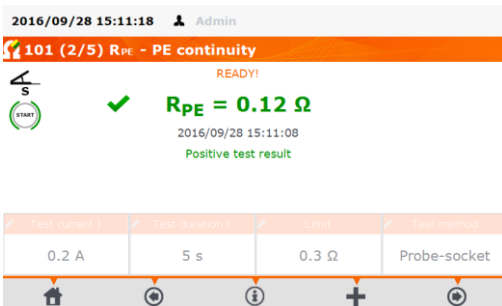 2016/09/28 15:11:18 Admin
101 (2/5) RPE - PE continuity
READY!
S
START
RPE = 0.12 Ω
2016/09/28 15:11:08
Positive test result
Test current I Test duration t Limit Test method
0.2 A 5 s 0.3 Ω Probe-socket